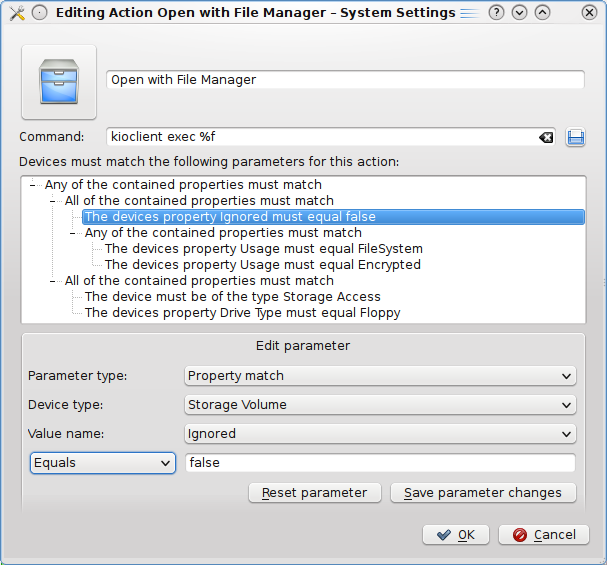 Editing Action Open with File Manager – System Settings
Open with File Manager
Command: kioclient exec %f
Devices must match the following parameters for this action:
Any of the contained properties must match
All of the contained properties must match
The devices property Ignored must equal false
Any of the contained properties must match
The devices property Usage must equal FileSystem
The devices property Usage must equal Encrypted
All of the contained properties must match
The device must be of the type Storage Access
The devices property Drive Type must equal Floppy
Edit parameter
Parameter type: Property match
Device type: Storage Volume
Value name: Ignored
Equals false
Reset parameter Save parameter changes
OK Cancel